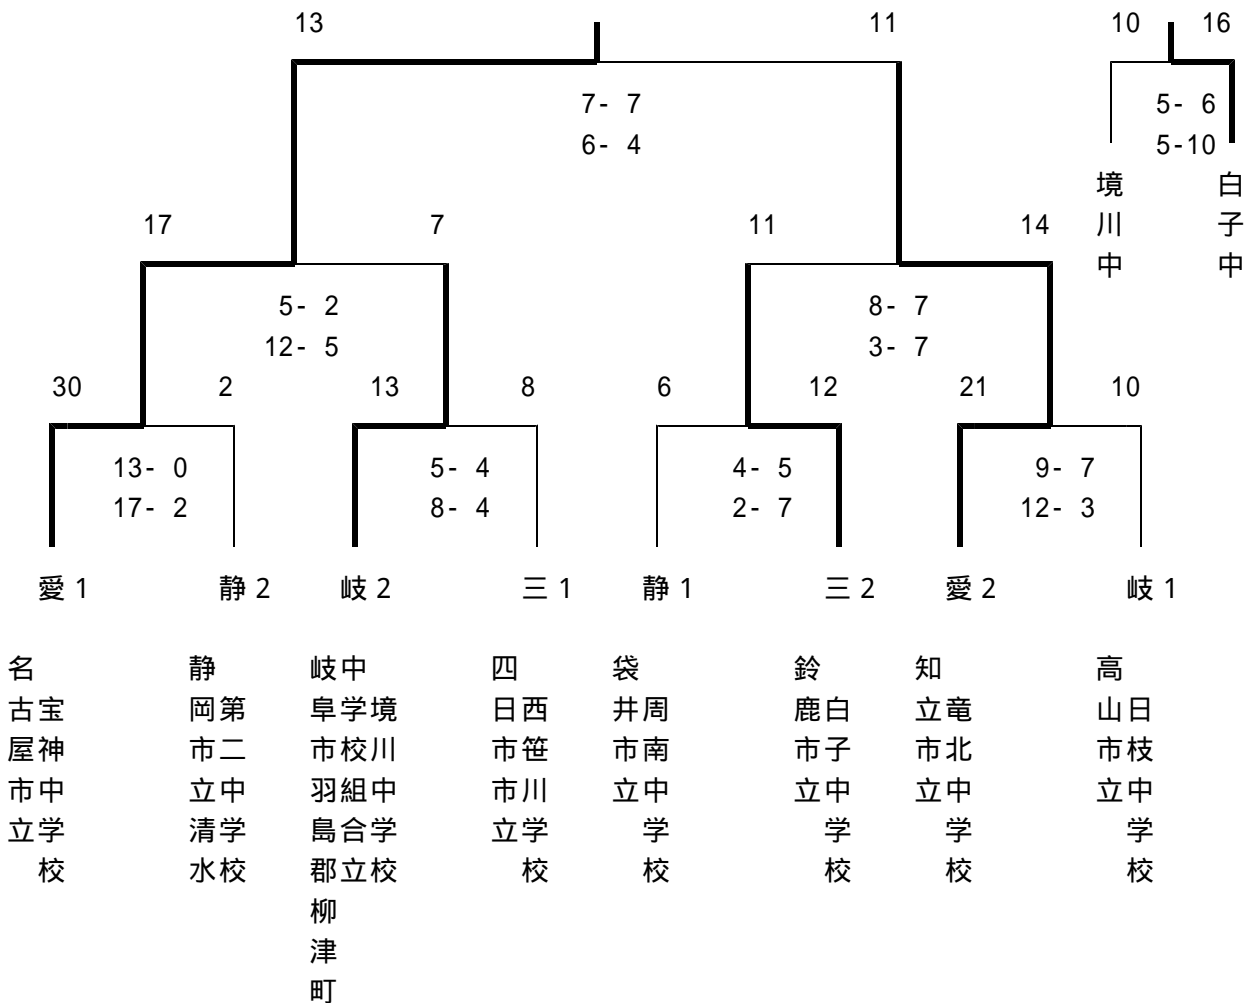 13 11 10 16
7- 7 5- 6
6- 4 5-10
境川中
白子中
17 7 11 14
5- 2 8- 7
12- 5 3- 7
30 2 13 8 6 12 21 10
13- 0 5- 4 4- 5 9- 7
17- 2 8- 4 2- 7 12- 3
愛1 静2 岐2 三1 静1 三2 愛2 岐1
名古屋市立
宝神中学校
静岡市立清水
第二中学校
岐阜市羽島郡柳津町
中学校組合立
境川中学校
四日市市立
西笹川学校
袋井市立
周南中学校
鈴鹿市立
白子中学校
知立市立
竜北中学校
高山市立
日枝中学校